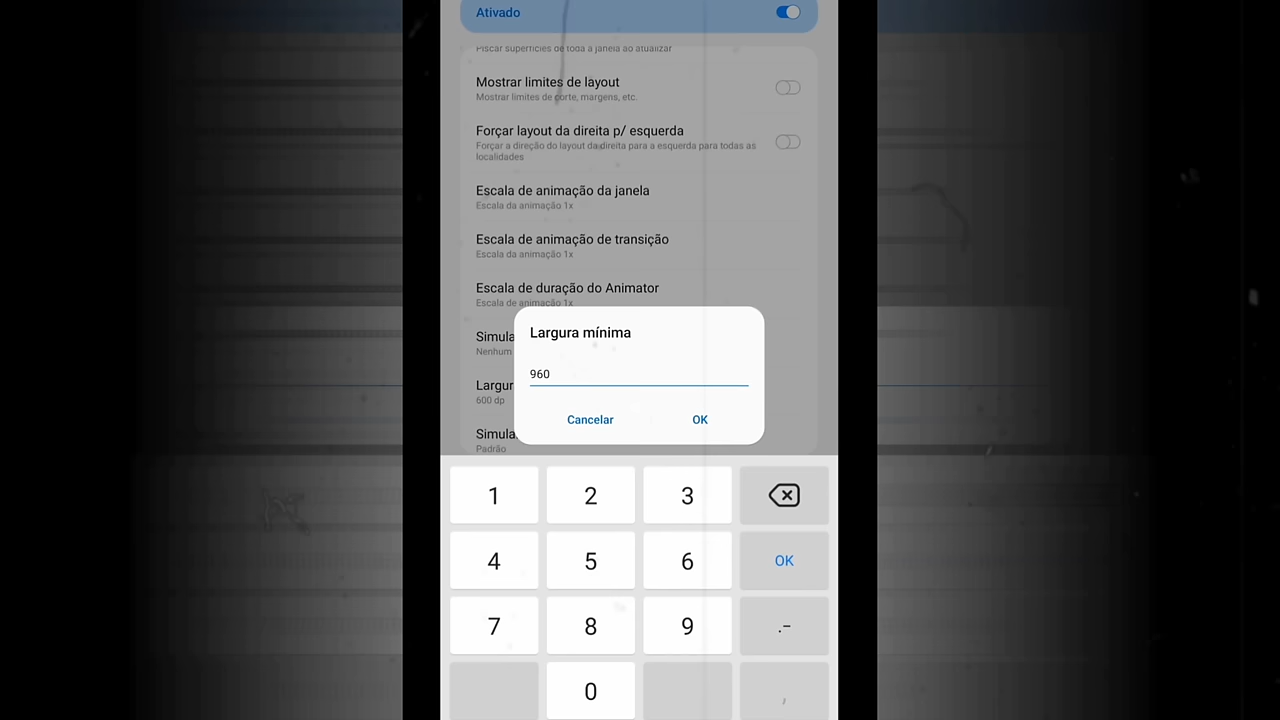 Ativado
Piscar superfícies de toda a janela ao atualizar
Mostrar limites de layout
Mostrar limites de corte, margens, etc.
Forçar layout da direita p/ esquerda
Forçar a direção do layout da direita para a esquerda para todas as
localidades
Escala de animação da janela
Escala da animação 1x
Escala de animação de transição
Escala da animação 1x
Escala de duração do Animator
Escala de animação 1x
Simula
Nenhum
Largur
600 dp
Simula
Padrão
Largura mínima
960
Cancelar OK
1 2 3
4 5 6 OK
7 8 9 .-
0 ,